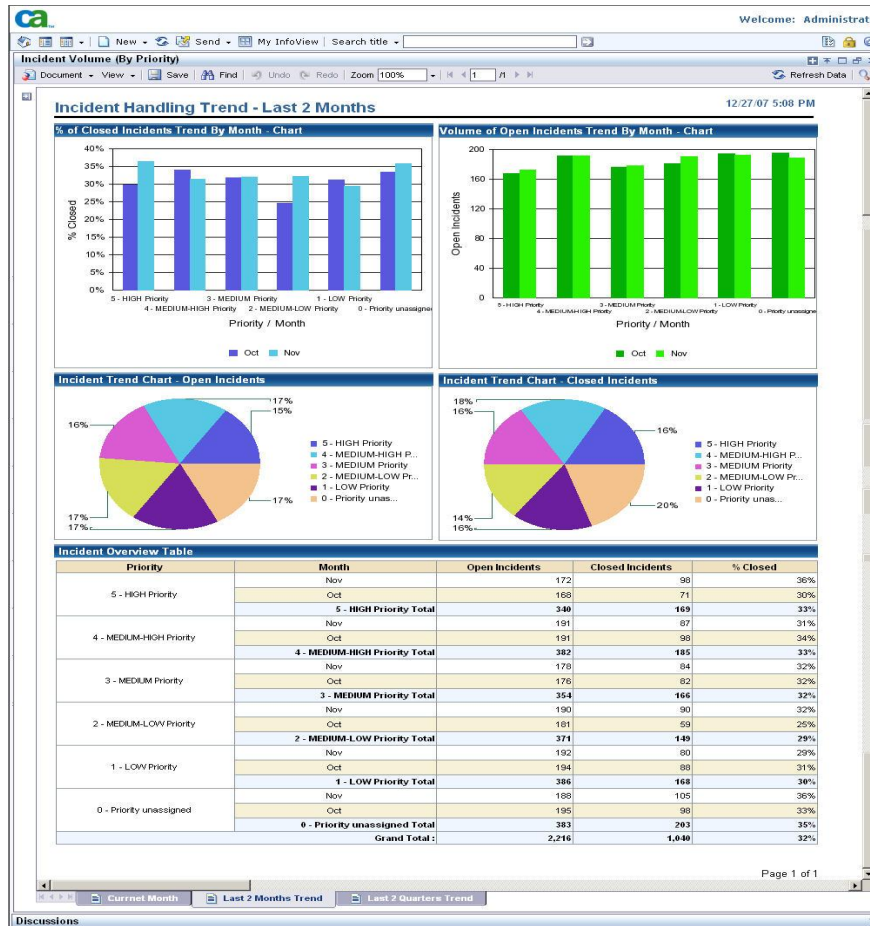 ca
Welcome: Administrat
New Send My InfoView Search title
Incident Volume (By Priority)
Document View Save Find Undo Redo Zoom 100% 1 /1 Refresh Data
Incident Handling Trend - Last 2 Months
12/27/07 5:08 PM
% of Closed Incidents Trend By Month - Chart
40%
35%
30%
25%
20%
15%
10%
5%
0%
% Closed
5 - HIGH Priority 3 - MEDIUM Priority 1 - LOW Priority
4 - MEDIUM-HIGH Priority 2 - MEDIUM-LOW Priority 0 - Priority unassigne
Priority / Month
Oct Nov
Volume of Open Incidents Trend By Month - Chart
200
160
120
80
40
0
Open Incidents
5 - HIGH Priority 3 - MEDIUM Priority 1 - LOW Priority
4 - MEDIUM-HIGH Priority 2 - MEDIUM-LOW Priority 0 - Priority unassigne
Priority / Month
Oct Nov
Incident Trend Chart - Open Incidents
17%
15%
16%
17%
17%
17%
5 - HIGH Priority
4 - MEDIUM-HIGH P...
3 - MEDIUM Priority
2 - MEDIUM-LOW Pr...
1 - LOW Priority
0 - Priority unas...
Incident Trend Chart - Closed Incidents
18%
16%
16%
20%
14%
16%
5 - HIGH Priority
4 - MEDIUM-HIGH P...
3 - MEDIUM Priority
2 - MEDIUM-LOW Pr...
1 - LOW Priority
0 - Priority unas...
Incident Overview Table
Priority Month Open Incidents Closed Incidents % Closed
Nov 172 98 36%
5 - HIGH Priority Oct 168 71 30%
5 - HIGH Priority Total 340 169 33%
Nov 191 87 31%
4 - MEDIUM-HIGH Priority Oct 191 98 34%
4 - MEDIUM-HIGH Priority Total 382 185 33%
Nov 178 84 32%
3 - MEDIUM Priority Oct 176 82 32%
3 - MEDIUM Priority Total 354 166 32%
Nov 190 90 32%
2 - MEDIUM-LOW Priority Oct 181 59 25%
2 - MEDIUM-LOW Priority Total 371 149 29%
Nov 192 80 29%
1 - LOW Priority Oct 194 88 31%
1 - LOW Priority Total 386 168 30%
Nov 188 105 36%
0 - Priority unassigned Oct 195 98 33%
0 - Priority unassigned Total 383 203 35%
Grand Total : 2,216 1,040 32%
Page 1 of 1
Currnet Month Last 2 Months Trend Last 2 Quarters Trend
Discussions